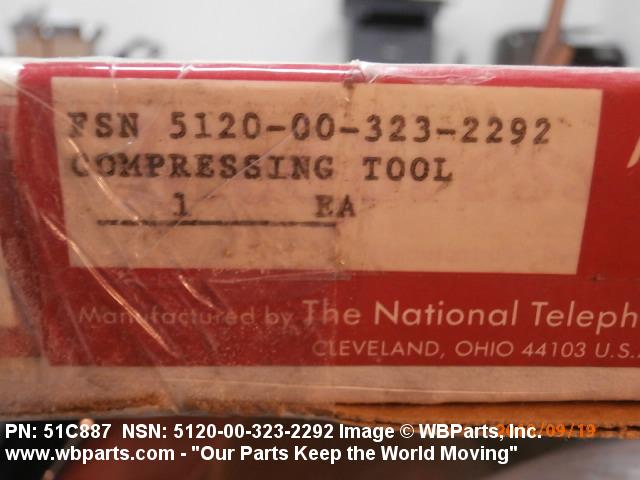 FSN 5120-00-323-2292
COMPRESSING TOOL
1 EA
Manufactured by The National Teleph
CLEVELAND, OHIO 44103 U.S.
PN: 51C887 NSN: 5120-00-323-2292 Image © WBParts, Inc.
www.wbparts.com - "Our Parts Keep the World Moving"